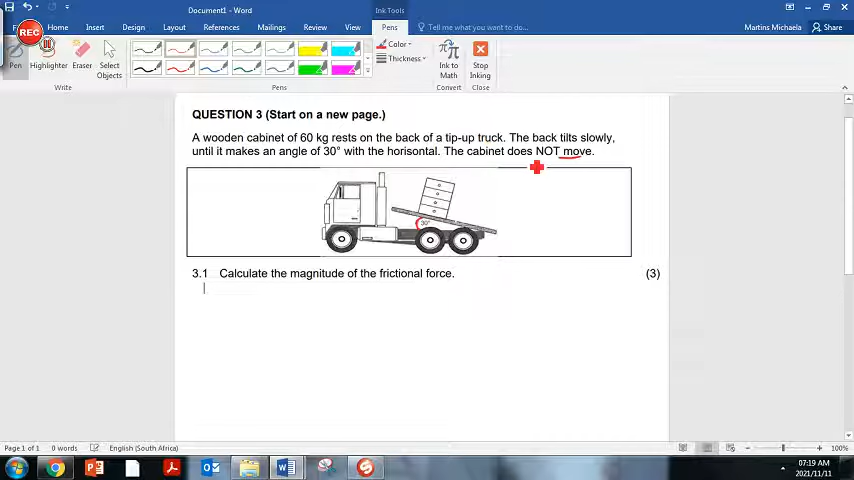 Document1 - Word
Ink Tools
Martins Michaela
Share
File
Home
Insert
Design
Layout
References
Mailings
Review
View
Pens
Tell me what you want to do...
REC
Pen
Highlighter
Eraser
Select
Objects
Color
Thickness
Ink to
Math
Stop
Inking
Write
Pens
Convert
Close
QUESTION 3 (Start on a new page.)
A wooden cabinet of 60 kg rests on the back of a tip-up truck. The back tilts slowly,
until it makes an angle of 30° with the horisontal. The cabinet does NOT move.
30°
3.1 Calculate the magnitude of the frictional force. (3)
Page 1 of 1
0 words
English (South Africa)
100%
07:19 AM
2021/11/11